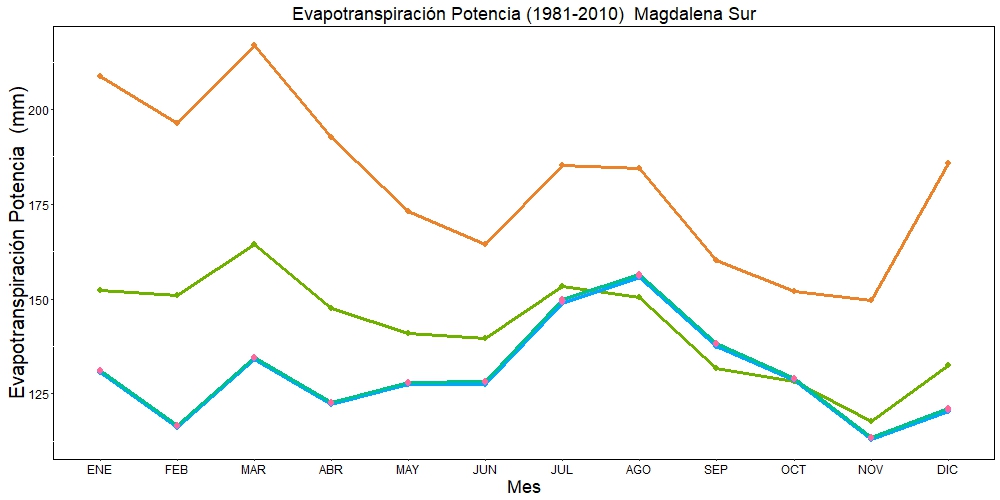 Evapotranspiración Potencia (1981-2010)  Magdalena Sur
Evapotranspiración Potencia  (mm)
200
175
150
125
ENE FEB MAR ABR MAY JUN JUL AGO SEP OCT NOV DIC
Mes